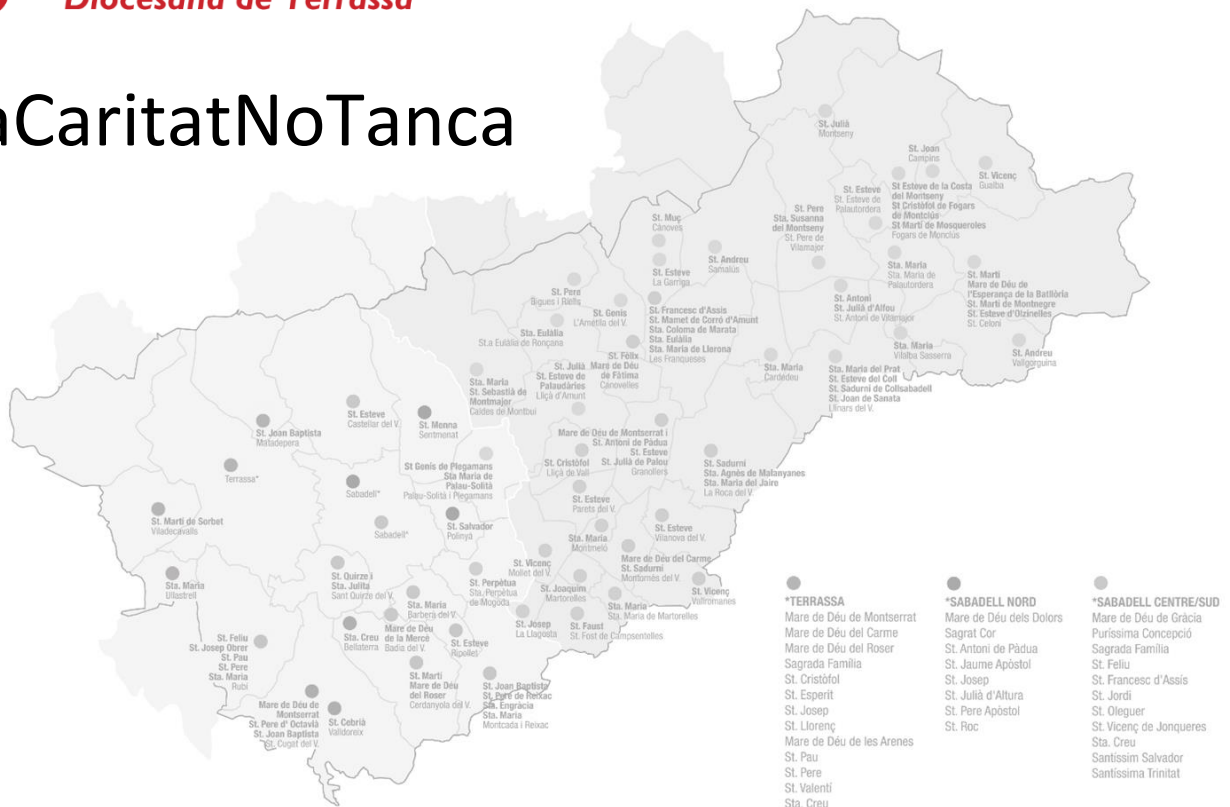 Diocesana de Terrassa
aCaritatNoTanca
St. Julià
Montseny
St. Joan
Campins
St. Vicenç
Gualba
St. Esteve
St. Esteve de
Palautordera
St Esteve de la Costa
del Montseny
St Cristòfol de Fogars
de Montclús
St Martí de Mosqueroles
Fogars de Monclús
St. Pere
Sta. Susanna
del Montseny
St. Pere de
Vilamajor
St. Muç
Cànoves
St. Andreu
Samalús
St. Esteve
La Garriga
Sta. Maria
Sta. Maria de
Palautordera
St. Martí
Mare de Déu de
l'Esperança de la Batllòria
St. Martí de Montnegre
St. Esteve d'Olzinelles
St. Celoni
St. Pere
Bigues i Riells
St. Genís
L'Ametlla del V.
St. Francesc d'Assís
St. Mamet de Corró d'Amunt
Sta. Coloma de Marata
Sta. Eulàlia
Sta. Maria de Llerona
Les Franqueses
St. Antoni
St. Julià d'Alfou
St. Antoni de Vilamajor
Sta. Eulàlia
St.a Eulàlia de Ronçana
Sta. Maria
Vilalba Sasserra
St. Andreu
Vallgorguina
St. Fèlix
Mare de Déu
de Fàtima
Canovelles
St. Julià
St. Esteve de
Palaudàries
Lliçà d'Amunt
Sta. Maria
Cardedeu
Sta. Maria del Prat
St. Esteve del Coll
St. Sadurní de Collsabadell
St. Joan de Sanata
Llinars del V.
Sta. Maria
St. Sebastià de
Montmajor
Caldes de Montbui
St. Esteve
Castellar del V.
St. Menna
Sentmenat
St. Joan Baptista
Matadepera
Mare de Déu de Montserrat i
St. Antoni de Pàdua
St. Esteve
St. Julià de Palou
Granollers
Terrassa*
Sabadell*
St Genís de Plegamans
Sta Maria de
Palau-Solità
Palau-Solità i Plegamans
St. Cristòfol
Lliçà de Vall
St. Sadurní
Sta. Agnès de Malanyanes
Sta. Maria del Jaire
La Roca del V.
St. Esteve
Parets del V.
St. Martí de Sorbet
Viladecavalls
Sabadell*
St. Salvador
Polinyà
Sta. Maria
Montmeló
St. Esteve
Vilanova del V.
St. Vicenç
Mollet del V.
Mare de Déu del Carme
St. Sadurní
Montornès del V.
Sta. Maria
Ullastrell
St. Quirze i
Sta. Julita
Sant Quirze del V.
St. Perpètua
Sta. Perpètua
de Mogoda
St. Joaquim
Martorelles
St. Vicenç
Vallromanes
Sta. Maria
Barberà del V.
Sta. Maria
Sta. Maria de Martorelles
St. Josep
La Llagosta
St. Faust
St. Fost de Campsentelles
Sta. Creu
Bellaterra
Mare de Déu
de la Mercè
Badia del V.
St. Esteve
Ripollet
St. Feliu
St. Josep Obrer
St. Pau
St. Pere
Sta. Maria
Rubí
St. Martí
Mare de Déu
del Roser
Cerdanyola del V.
St. Joan Baptista
St. Pere de Reixac
Sta. Engràcia
Sta. Maria
Montcada i Reixac
Mare de Déu de
Montserrat
St. Pere d' Octavià
St. Joan Baptista
St. Cugat del V.
St. Cebrià
Valldoreix
*TERRASSA
Mare de Déu de Montserrat
Mare de Déu del Carme
Mare de Déu del Roser
Sagrada Família
St. Cristòfol
St. Esperit
St. Josep
St. Llorenç
Mare de Déu de les Arenes
St. Pau
St. Pere
St. Valentí
Sta. Creu
*SABADELL NORD
Mare de Déu dels Dolors
Sagrat Cor
St. Antoni de Pàdua
St. Jaume Apòstol
St. Josep
St. Julià d'Altura
St. Pere Apòstol
St. Roc
*SABADELL CENTRE/SUD
Mare de Déu de Gràcia
Puríssima Concepció
Sagrada Família
St. Feliu
St. Francesc d'Assís
St. Jordi
St. Oleguer
St. Vicenç de Jonqueres
Sta. Creu
Santíssim Salvador
Santíssima Trinitat